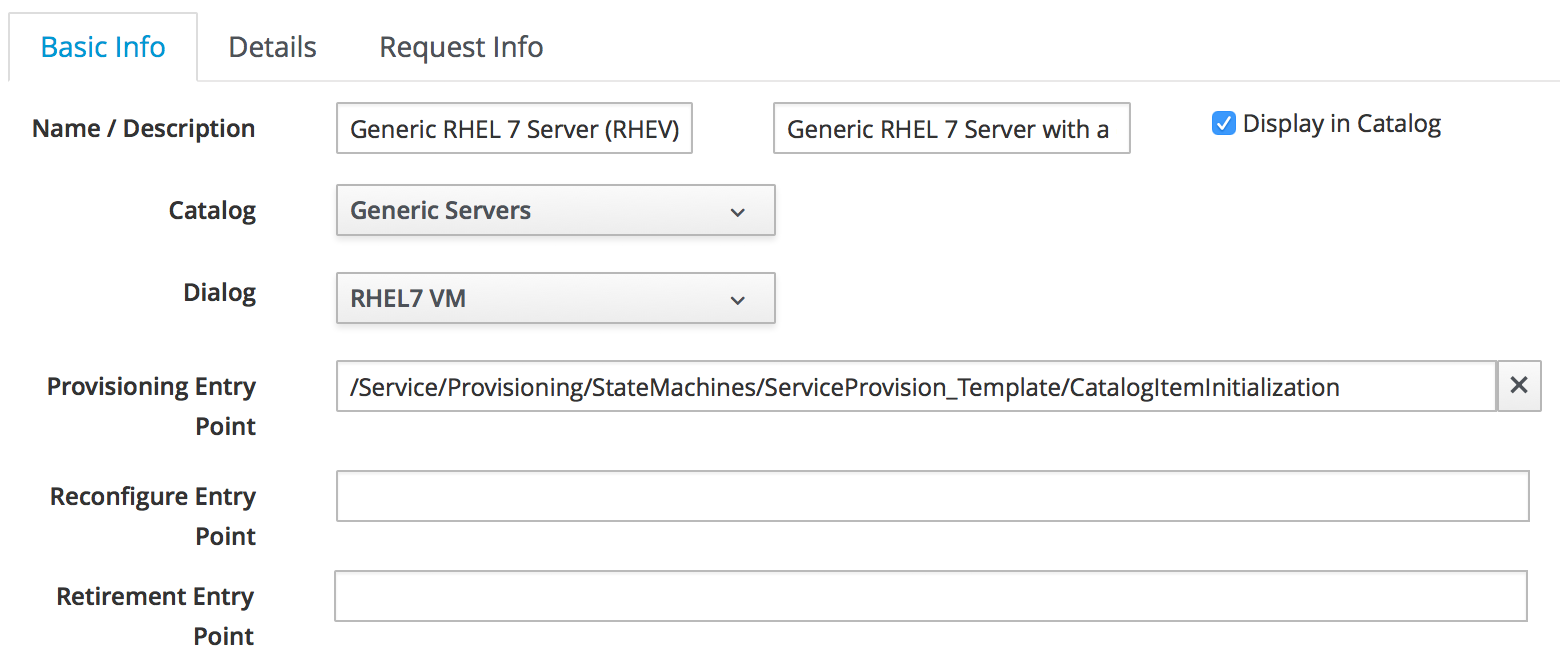 Basic Info Details Request Info
Name / Description Generic RHEL 7 Server (RHEV) Generic RHEL 7 Server with a Display in Catalog
Catalog Generic Servers
Dialog RHEL7 VM
Provisioning Entry /Service/Provisioning/StateMachines/ServiceProvision_Template/CatalogItemInitialization
Point
Reconfigure Entry
Point
Retirement Entry
Point